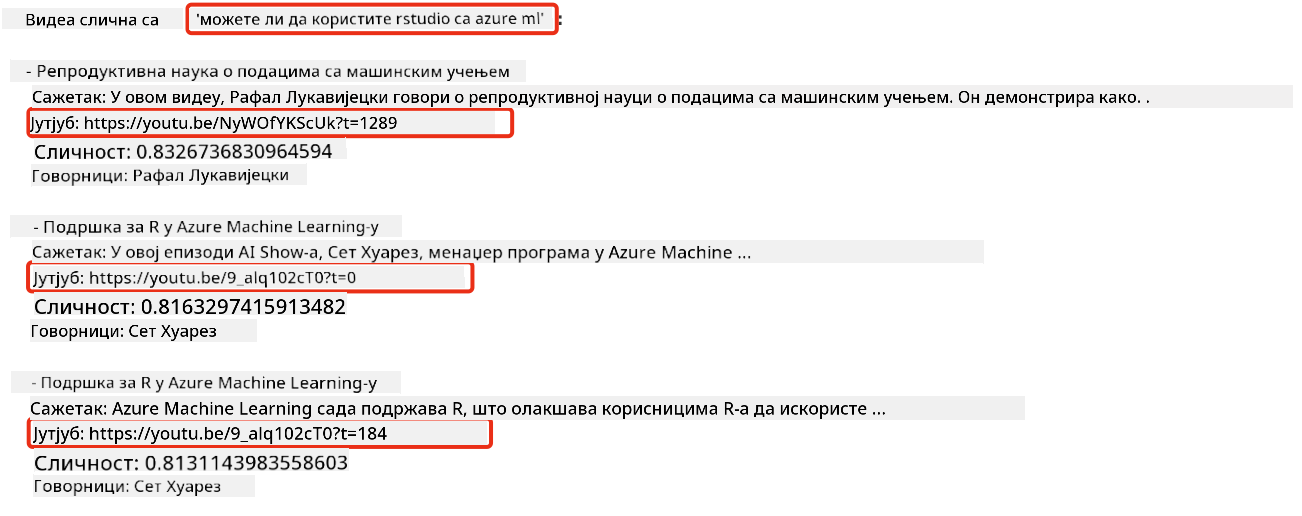 Видеа слична са 'можете ли да користите rstudio са azure ml':
- Репродуктивна наука о подацима са машинским учењем
Сажетак: У овом видеу, Рафал Лукавијецки говори о репродуктивној науци о подацима са машинским учењем. Он демонстрира како. .
Јутјуб: https://youtu.be/NyWOfYKScUk?t=1289
Сличност: 0.8326736830964594
Говорници: Рафал Лукавијецки
- Подршка за R у Azure Machine Learning-у
Сажетак: У овој епизоди AI Show-а, Сет Хуарез, менаџер програма у Azure Machine ...
Јутјуб: https://youtu.be/9_alq102cT0?t=0
Сличност: 0.8163297415913482
Говорници: Сет Хуарез
- Подршка за R у Azure Machine Learning-у
Сажетак: Azure Machine Learning сада подржава R, што олакшава корисницима R-а да искористе ...
Јутјуб: https://youtu.be/9_alq102cT0?t=184
Сличност: 0.8131143983558603
Говорници: Сет Хуарез